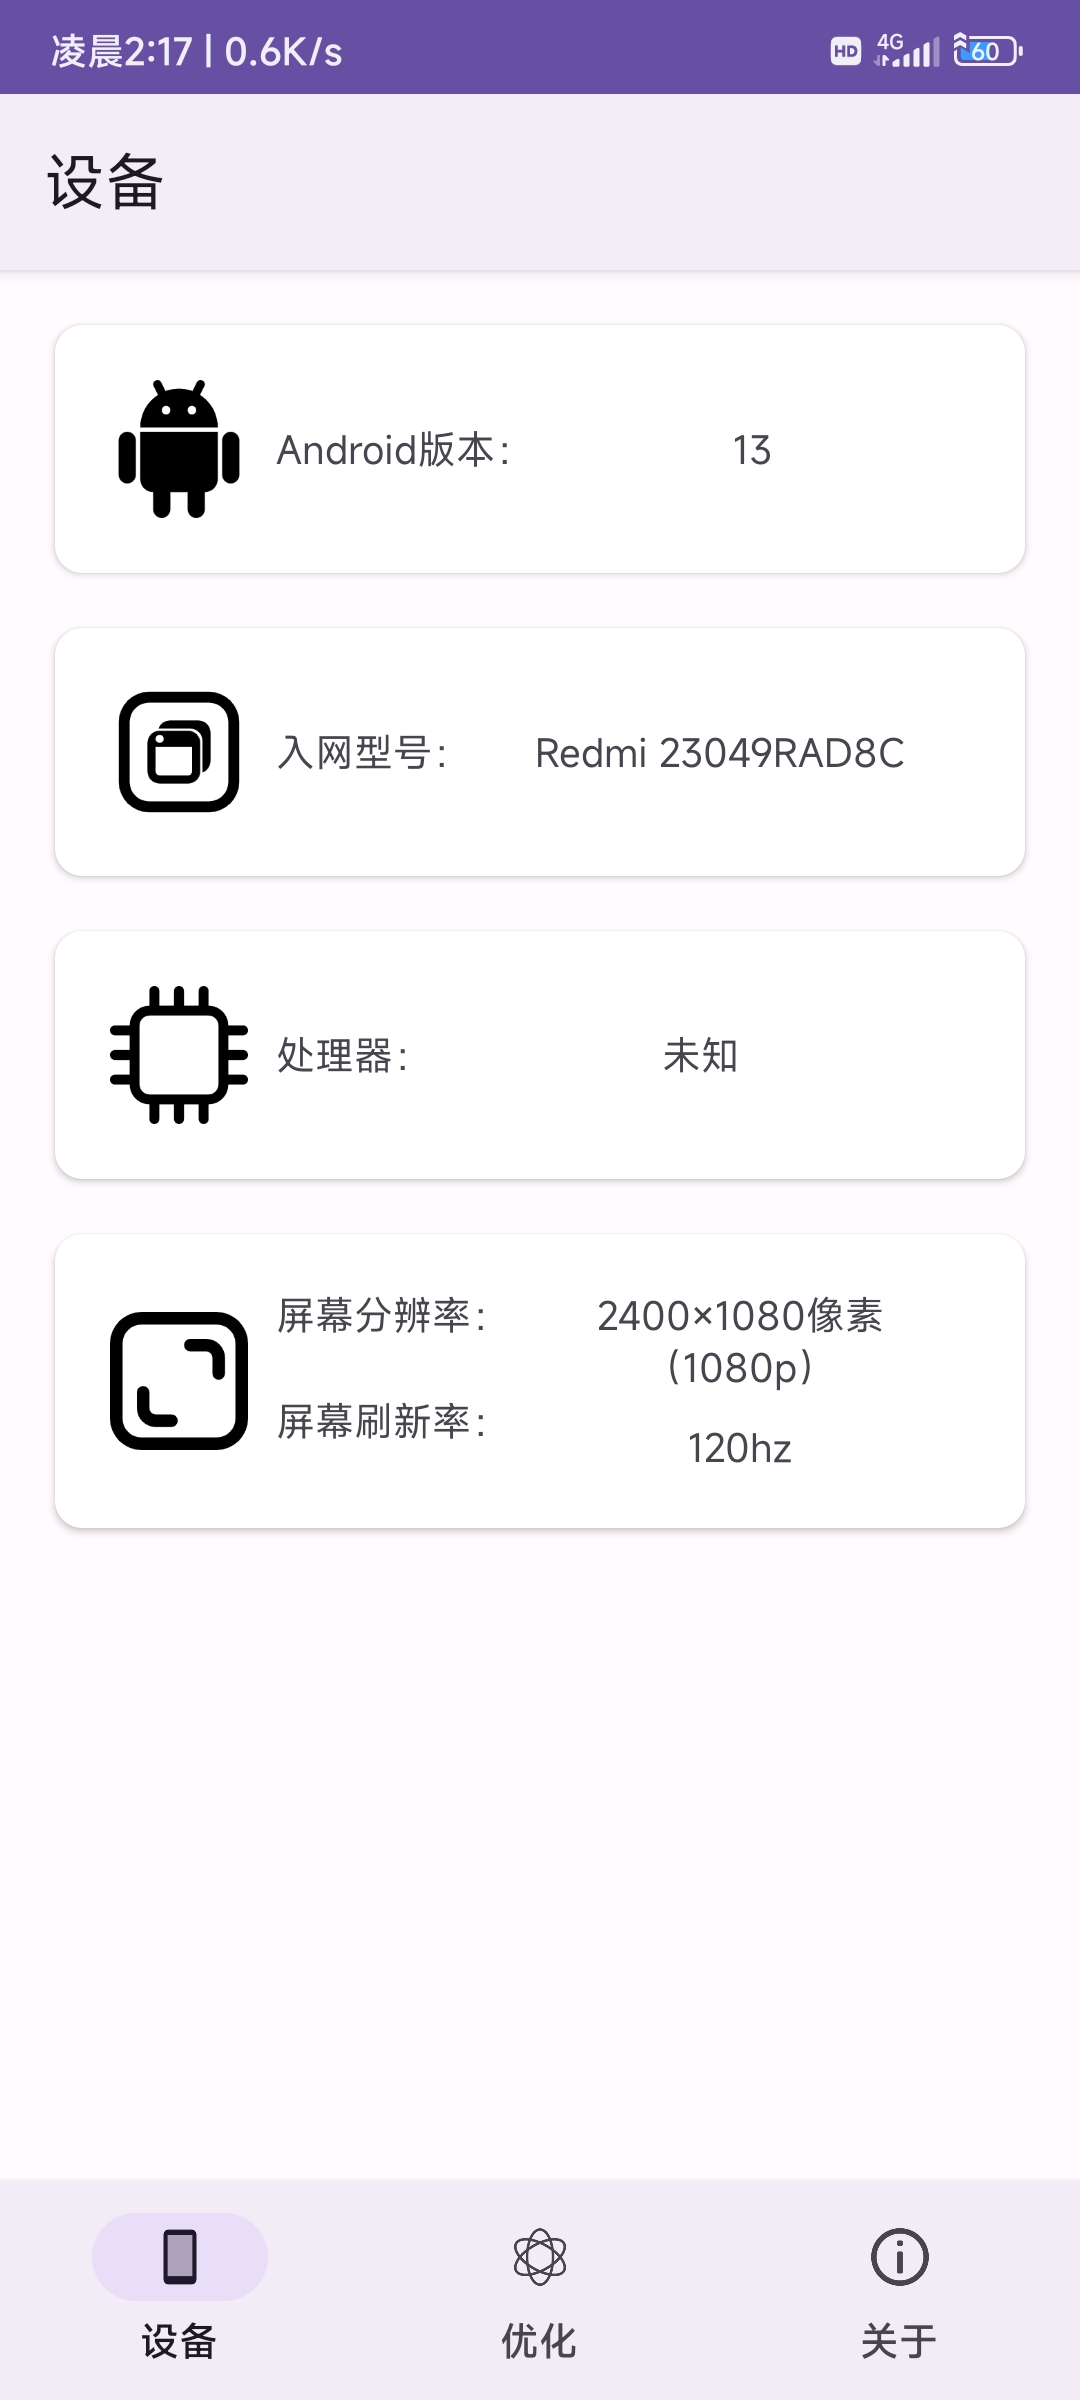 凌晨2:17 | 0.6K/s
HD 4G 60
设备
Android版本: 13
入网型号: Redmi 23049RAD8C
处理器: 未知
屏幕分辨率: 2400×1080像素
(1080p)
屏幕刷新率: 120hz
设备 优化 关于